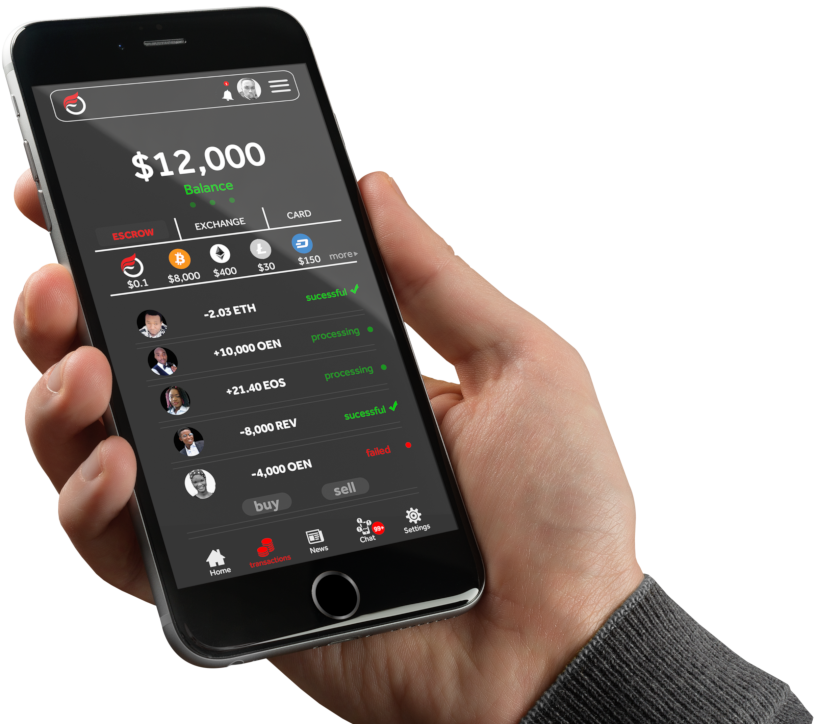 $12,000
Balance
ESCROW EXCHANGE CARD
$0.1 $8,000 $400 $30 $150 more
-2.03 ETH sucessful
+10,000 OEN processing
+21.40 EOS processing
-8,000 REV sucessful
-4,000 OEN failed
buy sell
Home transactions News Chat 99+ Settings